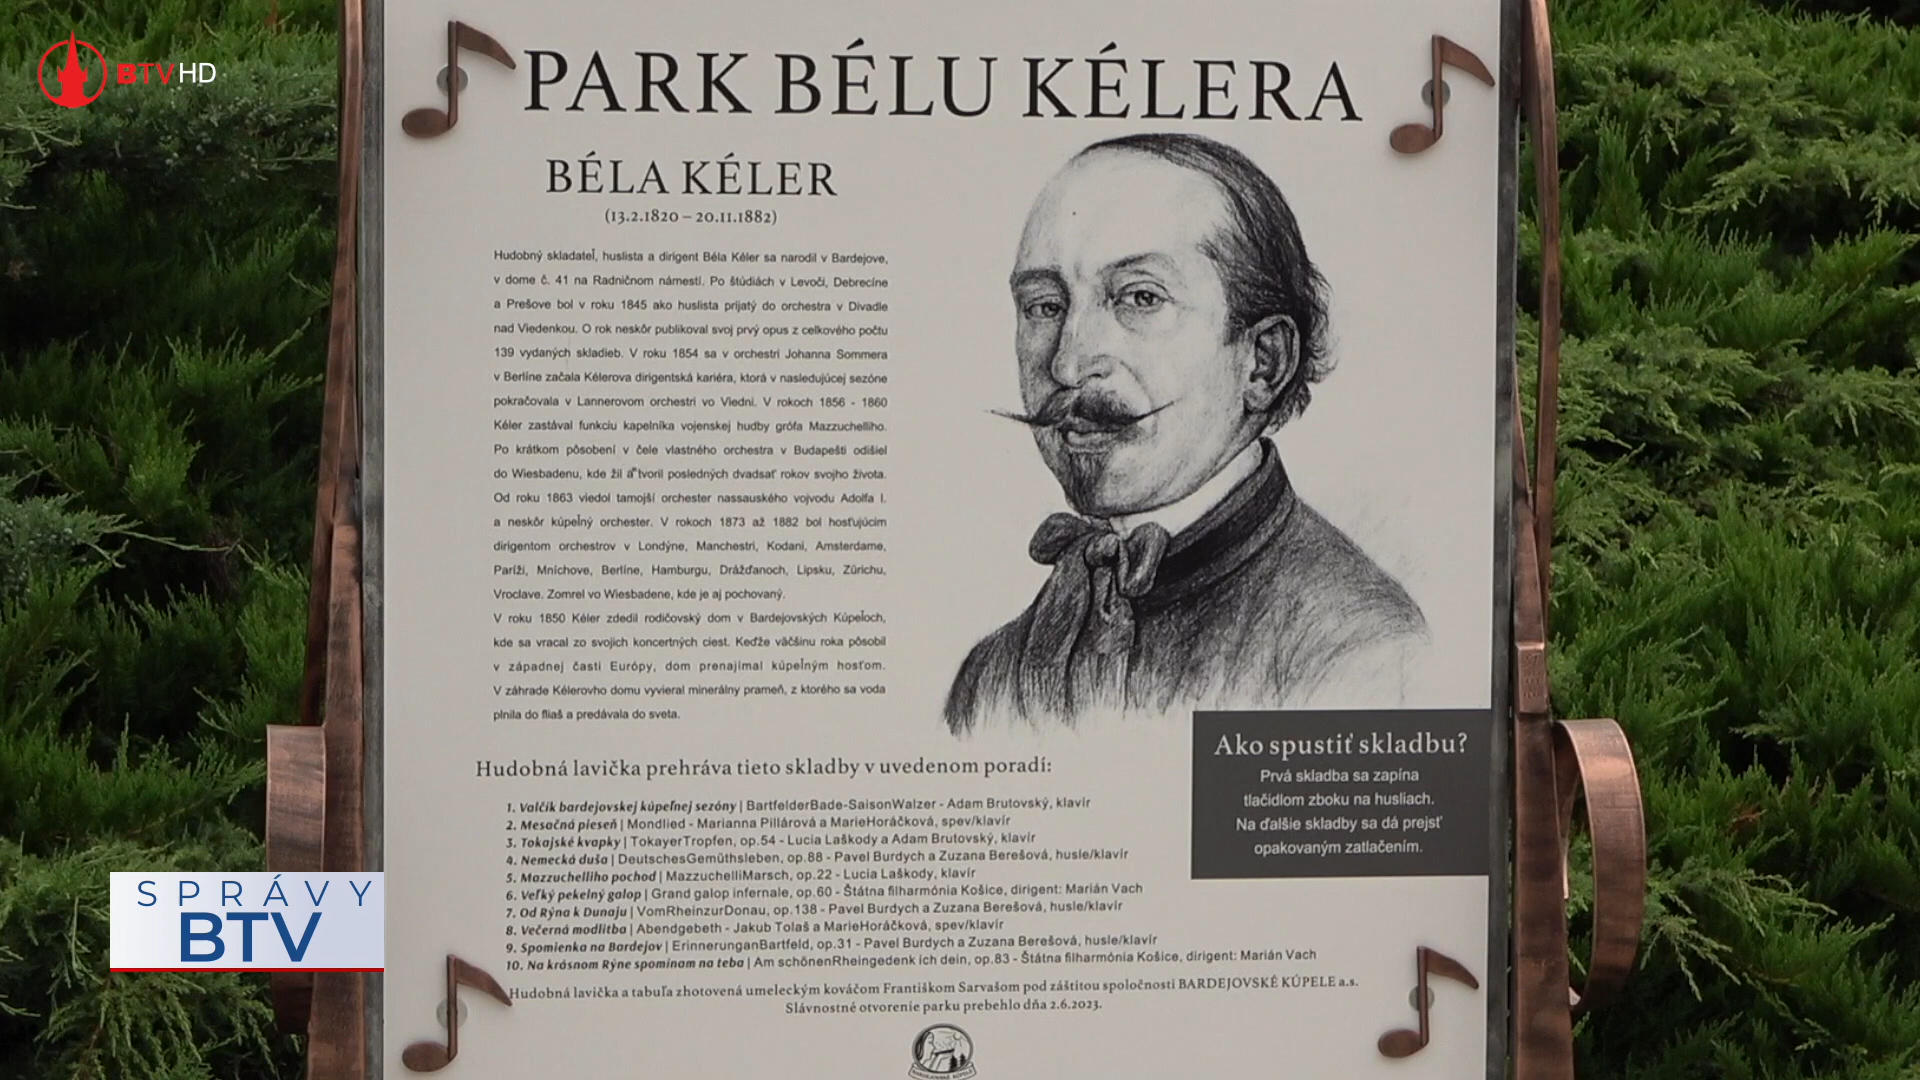 BTV HD
PARK BÉLU KÉLERA
BÉLA KÉLER
(13.2.1820 – 20.11.1882)
Hudobný skladateľ, huslista a dirigent Béla Kéler sa narodil v Bardejove,
v dome č. 41 na Radničnom námestí. Po štúdiách v Levoči, Debrecíne
a Prešove bol v roku 1845 ako huslista prijatý do orchestra v Divadle
nad Viedenkou. O rok neskôr publikoval svoj prvý opus z celkového počtu
139 vydaných skladieb. V roku 1854 sa v orchestri Johanna Sommera
v Berlíne začala Kélerova dirigentská kariéra, ktorá v nasledujúcej sezóne
pokračovala v Lannerovom orchestri vo Viedni. V rokoch 1856 - 1860
Kéler zastával funkciu kapelníka vojenskej hudby grófa Mazzuchelliho.
Po krátkom pôsobení v čele vlastného orchestra v Budapešti odišiel
do Wiesbadenu, kde žil a tvoril posledných dvadsať rokov svojho života.
Od roku 1863 viedol tamojší orchester nassauského vojvodu Adolfa I.
a neskôr kúpeľný orchester. V rokoch 1873 až 1882 bol hosťujúcim
dirigentom orchestrov v Londýne, Manchestri, Kodani, Amsterdame,
Paríži, Mníchove, Berlíne, Hamburgu, Drážďanoch, Lipsku, Zürichu,
Vroclave. Zomrel vo Wiesbadene, kde je aj pochovaný.
V roku 1850 Kéler zdedil rodičovský dom v Bardejovských Kúpeľoch,
kde sa vracal zo svojich koncertných ciest. Keďže väčšinu roka pôsobil
v západnej časti Európy, dom prenajímal kúpeľným hosťom.
V záhrade Kélerovho domu vyvieral minerálny prameň, z ktorého sa voda
plnila do fliaš a predávala do sveta.
Ako spustiť skladbu?
Prvá skladba sa zapína
tlačidlom zboku na husliach.
Na ďalšie skladby sa dá prejsť
opakovaným zatlačením.
Hudobná lavička prehráva tieto skladby v uvedenom poradí:
1. Valčík bardejovskej kúpeľnej sezóny | BartfelderBade-SaisonWalzer - Adam Brutovský, klavír
2. Mesačná pieseň | Mondlied - Marianna Pillárová a MarieHoráčková, spev/klavír
3. Tokajské kvapky | TokayerTropfen, op.54 - Lucia Laškody a Adam Brutovský, klavír
4. Nemecká duša | DeutschesGemüthsleben, op.88 - Pavel Burdych a Zuzana Berešová, husle/klavír
5. Mazzuchelliho pochod | MazzuchelliMarsch, op.22 - Lucia Laškody, klavír
6. Veľký pekelný galop | Grand galop infernale, op.60 - Štátna filharmónia Košice, dirigent: Marián Vach
7. Od Rýna k Dunaju | VomRheinzurDonau, op.138 - Pavel Burdych a Zuzana Berešová, husle/klavír
8. Večerná modlitba | Abendgebeth - Jakub Tolaš a MarieHoráčková, spev/klavír
9. Spomienka na Bardejov | ErinnerunganBartfeld, op.31 - Pavel Burdych a Zuzana Berešová, husle/klavír
10. Na krásnom Rýne spomínam na teba | Am schönenRheingedenk ich dein, op.83 - Štátna filharmónia Košice, dirigent: Marián Vach
Hudobná lavička a tabuľa zhotovená umeleckým kováčom Františkom Sarvašom pod záštitou spoločnosti BARDEJOVSKÉ KÚPELE a.s.
Slávnostné otvorenie parku prebehlo dňa 2.6.2023.
BARDEJOVSKÉ KÚPELE
SPRÁVY
BTV